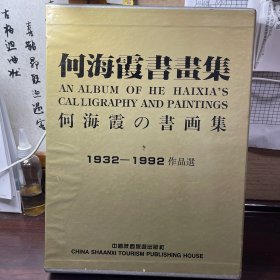 何海霞書畫集
AN ALBUM OF HE HAIXIA'S
CALLIGRAPHY AND PAINTINGS
何海霞の書画集
1932—1992 作品選
中國陝西旅遊出版社
CHINA SHAANXI TOURISM PUBLISHING HOUSE